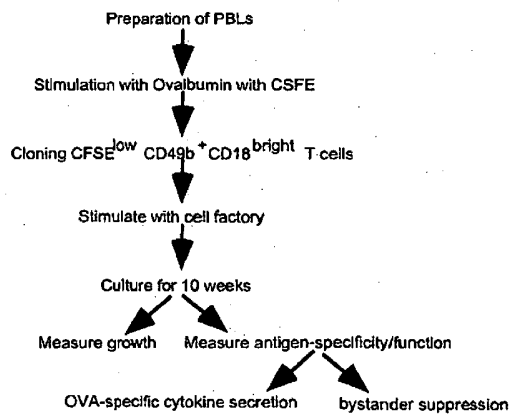 Preparation of PBLs
Stimulation with Ovalbumin with CSFE
Cloning CFSE^low CD49b^+ CD18^bright T-cells
Stimulate with cell factory
Culture for 10 weeks
Measure growth Measure antigen-specificity/function
OVA-specific cytokine secretion bystander suppression